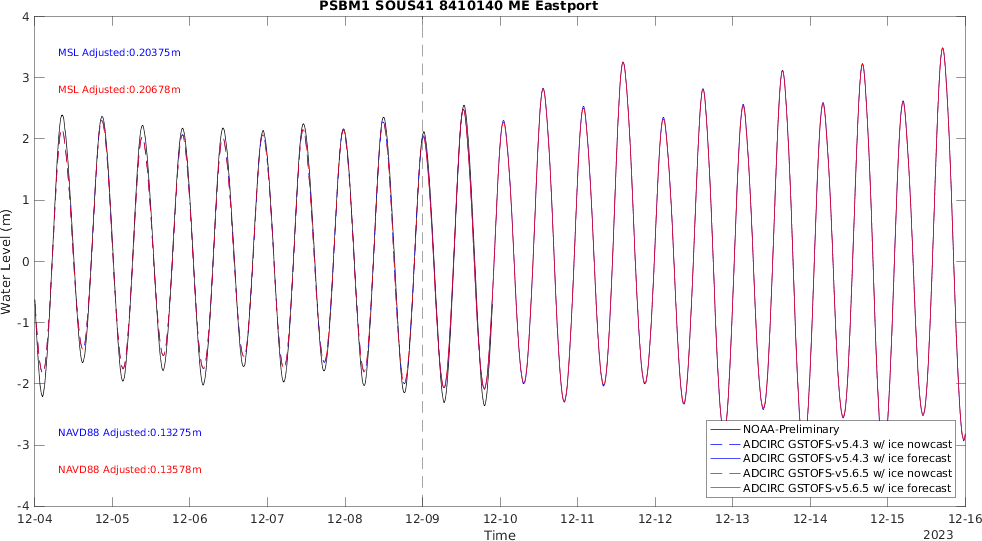 PSBM1 SOUS41 8410140 ME Eastport
4
3
2
1
0
-1
-2
-3
-4
Water Level (m)
MSL Adjusted:0.20375m
MSL Adjusted:0.20678m
NAVD88 Adjusted:0.13275m
NAVD88 Adjusted:0.13578m
NOAA-Preliminary
ADCIRC GSTOFS-v5.4.3 w/ ice nowcast
ADCIRC GSTOFS-v5.4.3 w/ ice forecast
ADCIRC GSTOFS-v5.6.5 w/ ice nowcast
ADCIRC GSTOFS-v5.6.5 w/ ice forecast
12-04 12-05 12-06 12-07 12-08 12-09 12-10 12-11 12-12 12-13 12-14 12-15 12-16
Time
2023